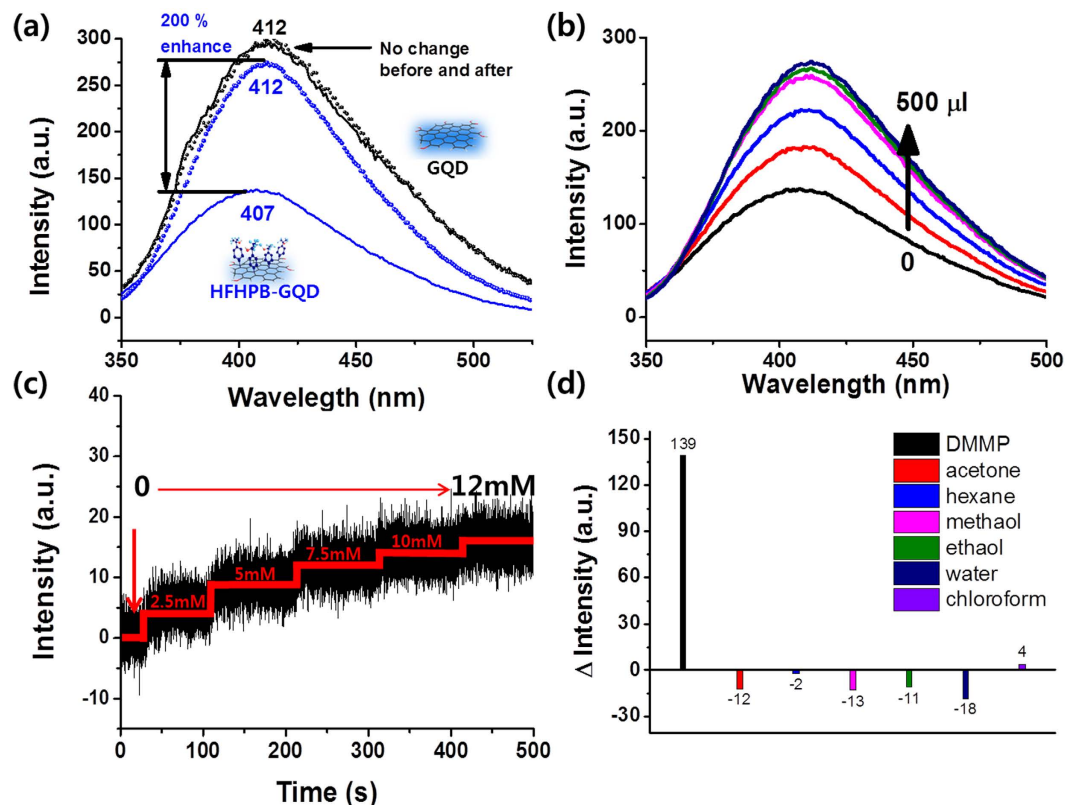 (a)
200 %
enhance
412
No change
before and after
412
GQD
407
HFHPB-GQD
300
250
200
150
100
50
0
Intensity (a.u.)
350 400 450 500
Wavelegth (nm)
(b)
500 µl
0
300
200
100
0
Intensity (a.u.)
350 400 450 500
Wavelength (nm)
(c)
0
12mM
2.5mM
5mM
7.5mM
10mM
40
30
20
10
0
-10
Intensity (a.u.)
0 100 200 300 400 500
Time (s)
(d)
150
120
90
60
30
0
-30
Δ Intensity (a.u.)
139
-12
-2
-13
-11
-18
4
DMMP
acetone
hexane
methaol
ethaol
water
chloroform